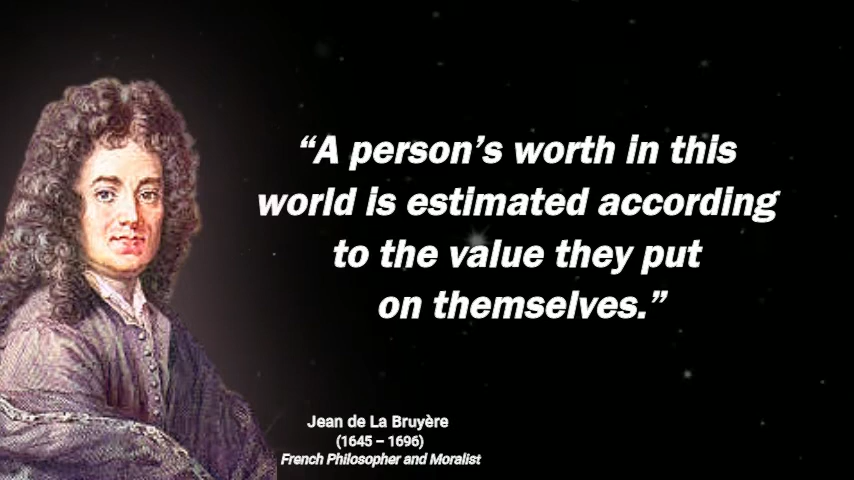 “A person’s worth in this
world is estimated according
to the value they put
on themselves.”
Jean de La Bruyère
(1645 – 1696)
French Philosopher and Moralist